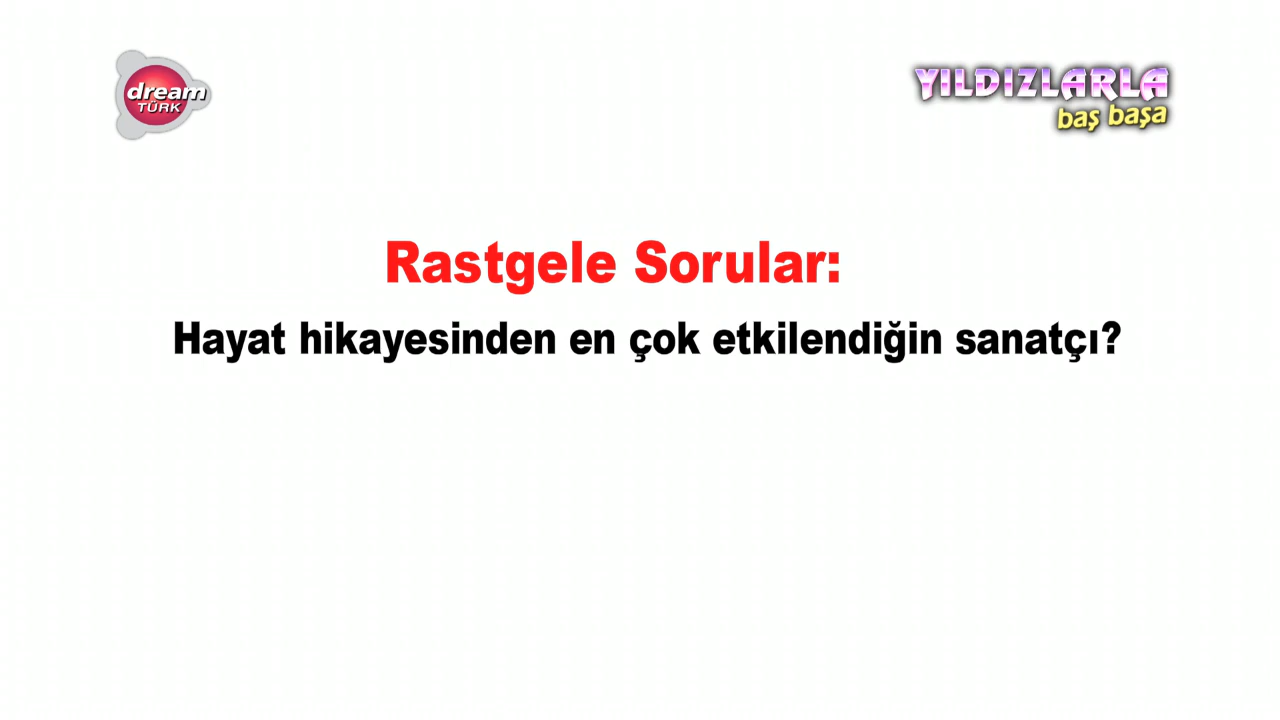 dream
TÜRK
YILDIZLARLA
baş başa
Rastgele Sorular:
Hayat hikayesinden en çok etkilendiğin sanatçı?